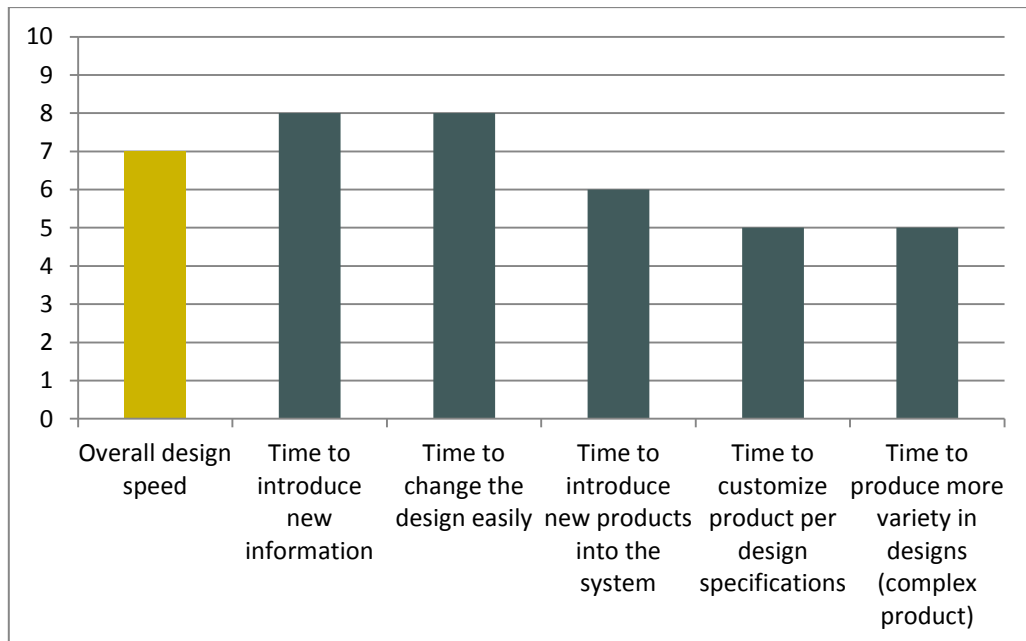 10
9
8
7
6
5
4
3
2
1
0
Overall design
speed
Time to
introduce
new
information
Time to
change the
design easily
Time to
introduce
new products
into the
system
Time to
customize
product per
design
specifications
Time to
produce more
variety in
designs
(complex
product)